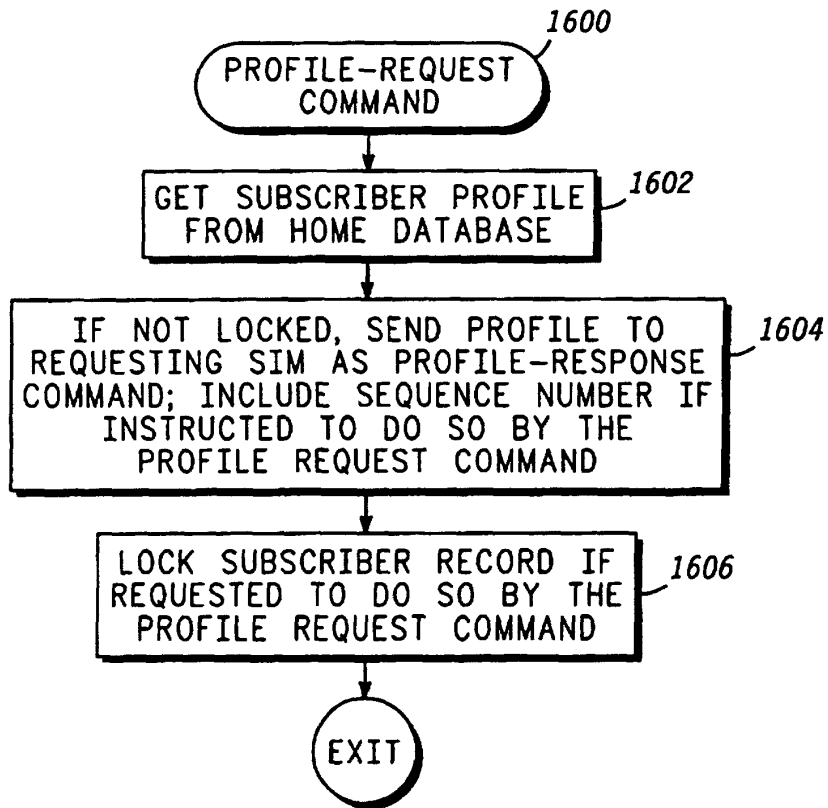 1600
PROFILE-REQUEST
COMMAND
1602
GET SUBSCRIBER PROFILE
FROM HOME DATABASE
1604
IF NOT LOCKED, SEND PROFILE TO
REQUESTING SIM AS PROFILE-RESPONSE
COMMAND; INCLUDE SEQUENCE NUMBER IF
INSTRUCTED TO DO SO BY THE
PROFILE REQUEST COMMAND
1606
LOCK SUBSCRIBER RECORD IF
REQUESTED TO DO SO BY THE
PROFILE REQUEST COMMAND
EXIT